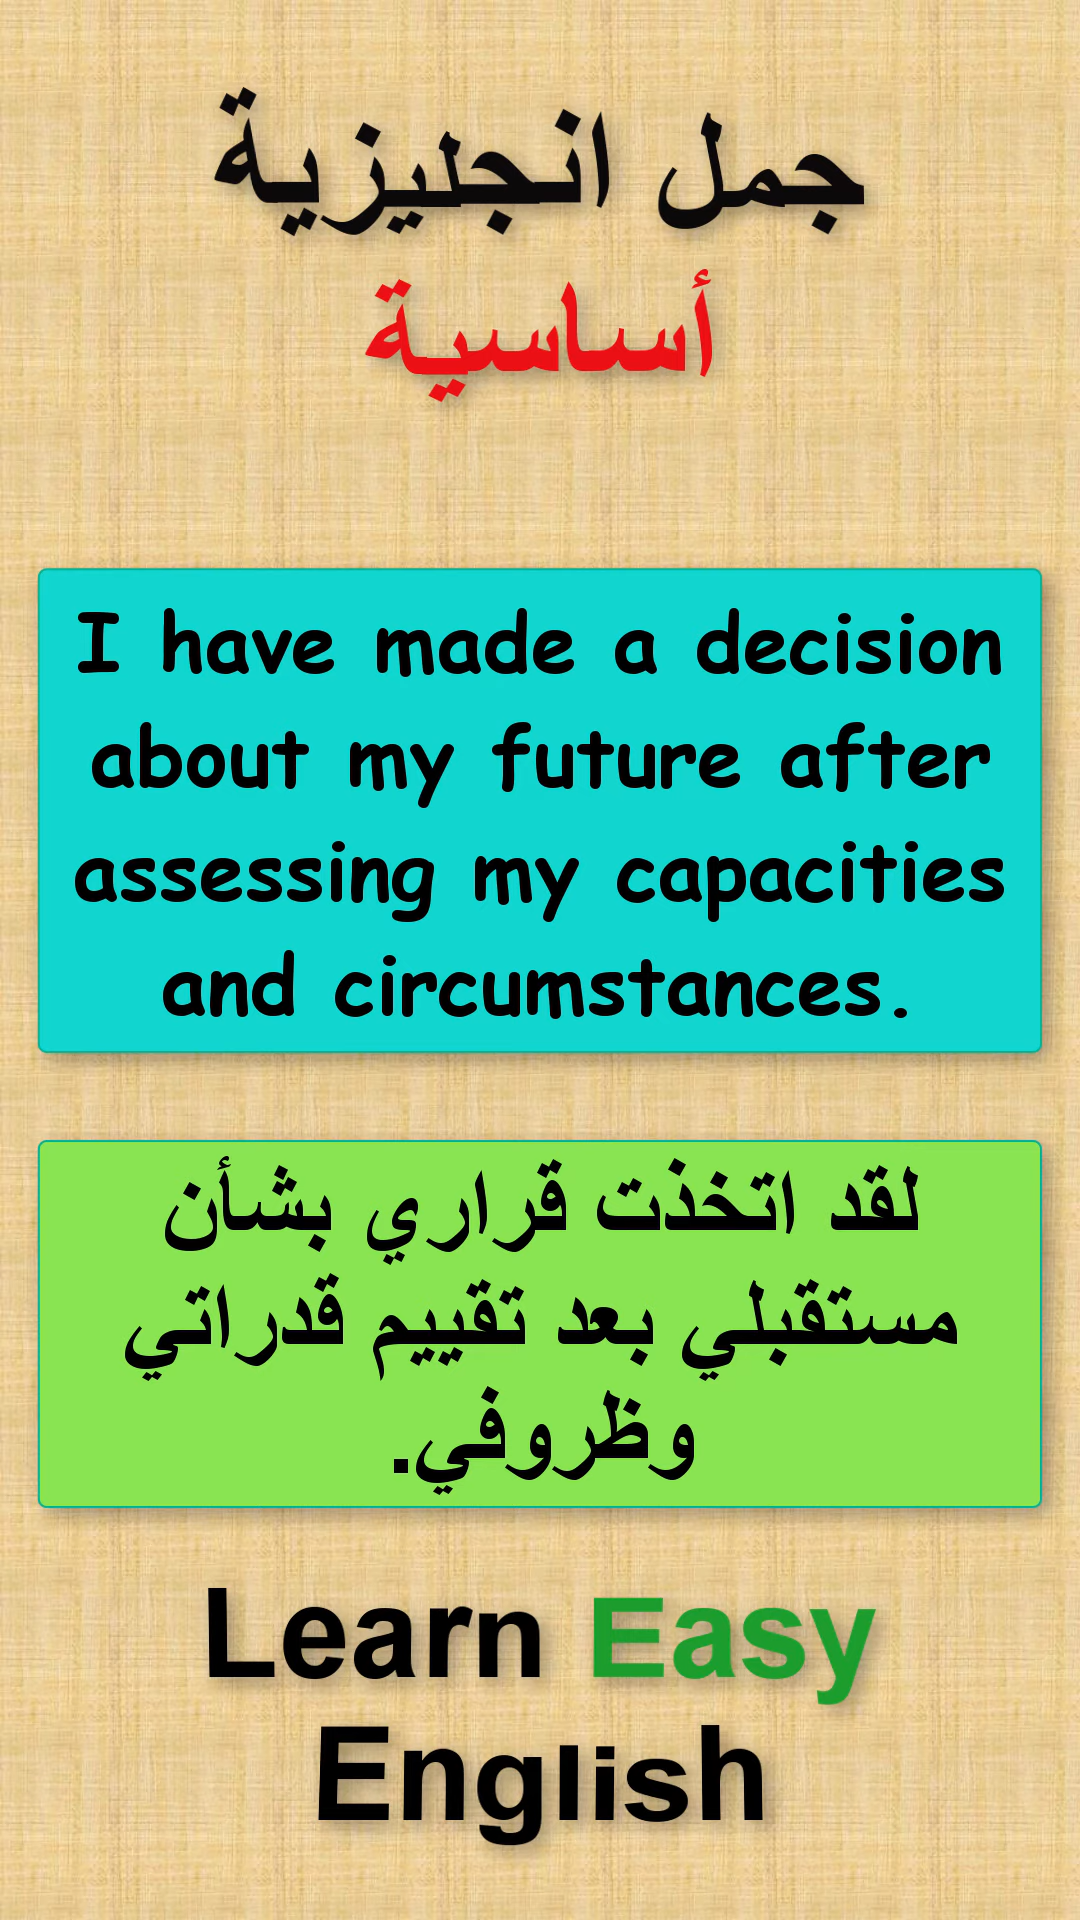 جمل انجليزية
أساسية
I have made a decision
about my future after
assessing my capacities
and circumstances.
لقد اتخذت قراري بشأن
مستقبلي بعد تقييم قدراتي
وظروفي.
Learn Easy
English